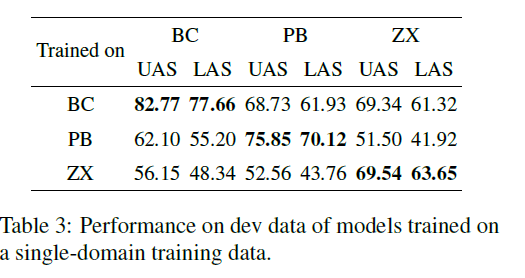 BC PB ZX
Trained on
UAS LAS UAS LAS UAS LAS
BC 82.77 77.66 68.73 61.93 69.34 61.32
PB 62.10 55.20 75.85 70.12 51.50 41.92
ZX 56.15 48.34 52.56 43.76 69.54 63.65
Table 3: Performance on dev data of models trained on
a single-domain training data.